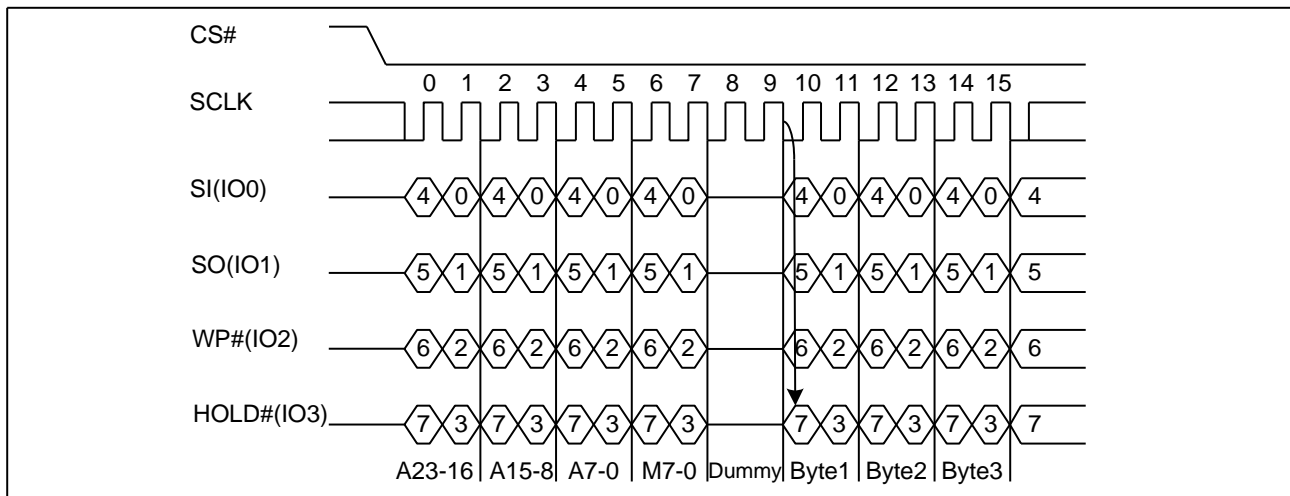 CS#
0 1 2 3 4 5 6 7 8 9 10 11 12 13 14 15
SCLK
SI(IO0) 4 0 4 0 4 0 4 0 4 0 4 0 4 0 4
SO(IO1) 5 1 5 1 5 1 5 1 5 1 5 1 5 1 5
WP#(IO2) 6 2 6 2 6 2 6 2 6 2 6 2 6 2 6
HOLD#(IO3) 7 3 7 3 7 3 7 3 7 3 7 3 7 3 7
A23-16 A15-8 A7-0 M7-0 Dummy Byte1 Byte2 Byte3